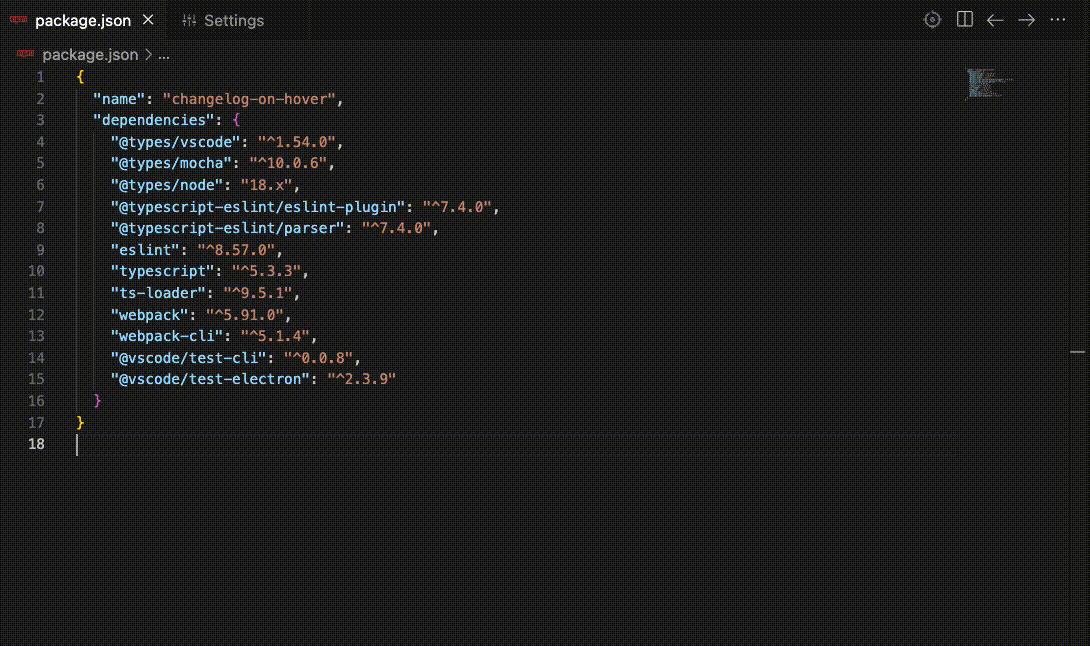 package.json
Settings
package.json > ...
1 {
2 "name": "changelog-on-hover",
3 "dependencies": {
4 "@types/vscode": "^1.54.0",
5 "@types/mocha": "^10.0.6",
6 "@types/node": "18.x",
7 "@typescript-eslint/eslint-plugin": "^7.4.0",
8 "@typescript-eslint/parser": "^7.4.0",
9 "eslint": "^8.57.0",
10 "typescript": "^5.3.3",
11 "ts-loader": "^9.5.1",
12 "webpack": "^5.91.0",
13 "webpack-cli": "^5.1.4",
14 "@vscode/test-cli": "^0.0.8",
15 "@vscode/test-electron": "^2.3.9"
16 }
17 }
18